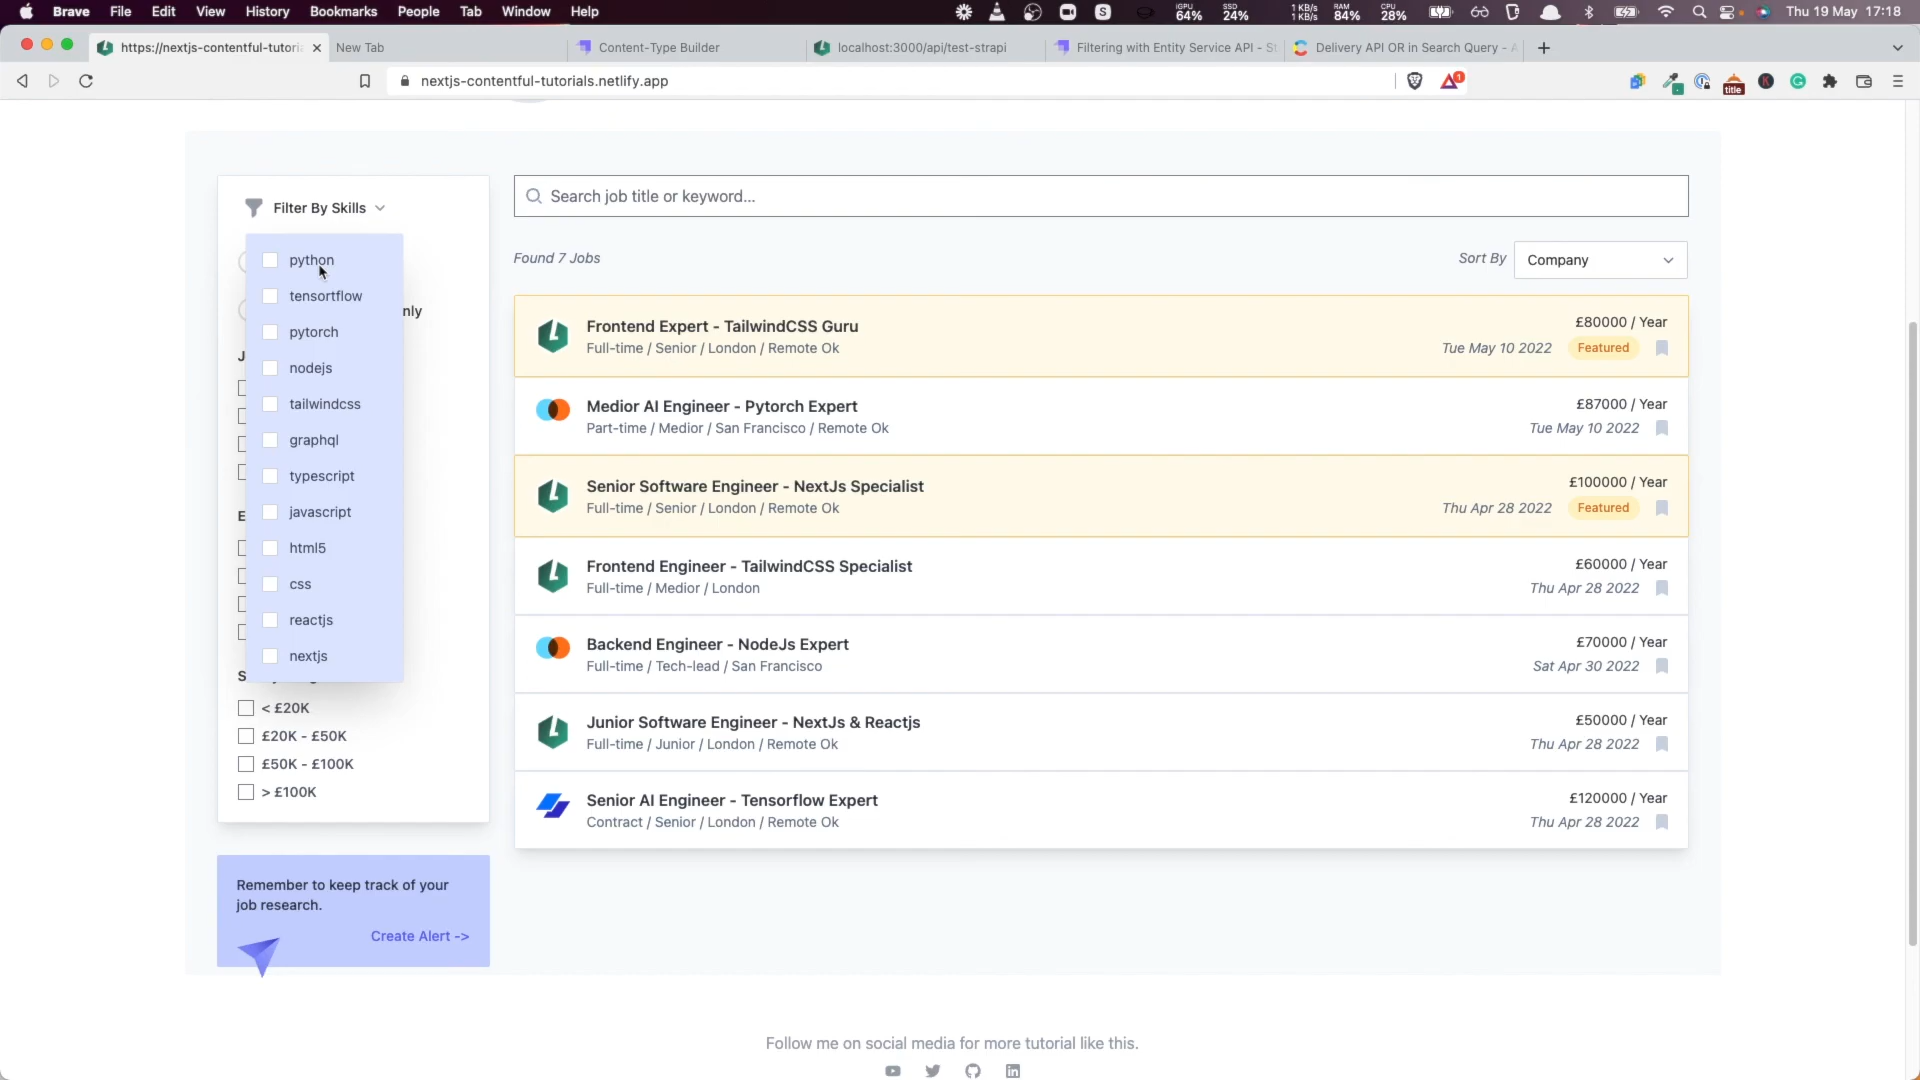 Brave File Edit View History Bookmarks People Tab Window Help
iGPU 64% SSD 24% 1 KB/s 1 KB/s RAM 84% CPU 28% Thu 19 May 17:18
https://nextjs-contentful-tutoria New Tab Content-Type Builder localhost:3000/api/test-strapi Filtering with Entity Service API - St Delivery API OR in Search Query - A
nextjs-contentful-tutorials.netlify.app 1 title
Filter By Skills
python
tensortflow
nly
pytorch
J
nodejs
tailwindcss
graphql
typescript
E
javascript
html5
css
reactjs
nextjs
< £20K
£20K - £50K
£50K - £100K
> £100K
Remember to keep track of your
job research.
Create Alert ->
Search job title or keyword...
Found 7 Jobs
Sort By Company
Frontend Expert - TailwindCSS Guru £80000 / Year
Full-time / Senior / London / Remote Ok Tue May 10 2022 Featured
Medior AI Engineer - Pytorch Expert £87000 / Year
Part-time / Medior / San Francisco / Remote Ok Tue May 10 2022
Senior Software Engineer - NextJs Specialist £100000 / Year
Full-time / Senior / London / Remote Ok Thu Apr 28 2022 Featured
Frontend Engineer - TailwindCSS Specialist £60000 / Year
Full-time / Medior / London Thu Apr 28 2022
Backend Engineer - NodeJs Expert £70000 / Year
Full-time / Tech-lead / San Francisco Sat Apr 30 2022
Junior Software Engineer - NextJs & Reactjs £50000 / Year
Full-time / Junior / London / Remote Ok Thu Apr 28 2022
Senior AI Engineer - Tensorflow Expert £120000 / Year
Contract / Senior / London / Remote Ok Thu Apr 28 2022
Follow me on social media for more tutorial like this.